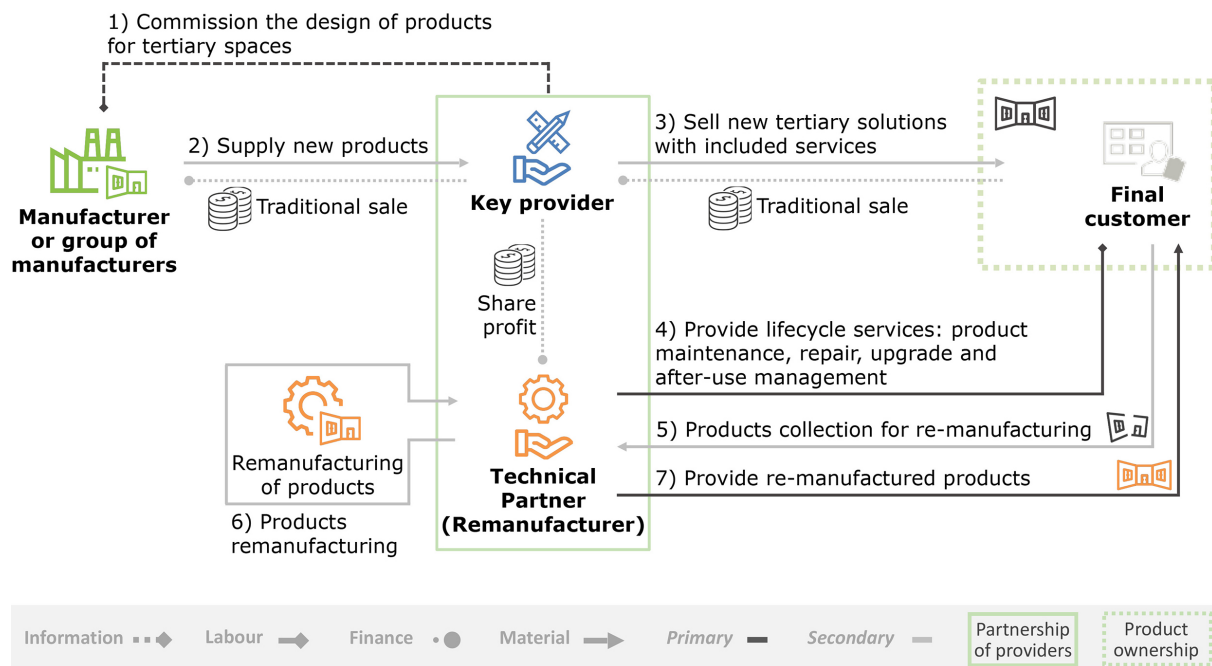 1) Commission the design of products
for tertiary spaces
2) Supply new products
Traditional sale
Manufacturer
or group of
manufacturers
Key provider
3) Sell new tertiary solutions
with included services
Traditional sale
Final
customer
Share
profit
4) Provide lifecycle services: product
maintenance, repair, upgrade and
after-use management
5) Products collection for re-manufacturing
7) Provide re-manufactured products
Technical
Partner
(Remanufacturer)
Remanufacturing
of products
6) Products
remanufacturing
Information
Labour
Finance
Material
Primary
Secondary
Partnership
of providers
Product
ownership